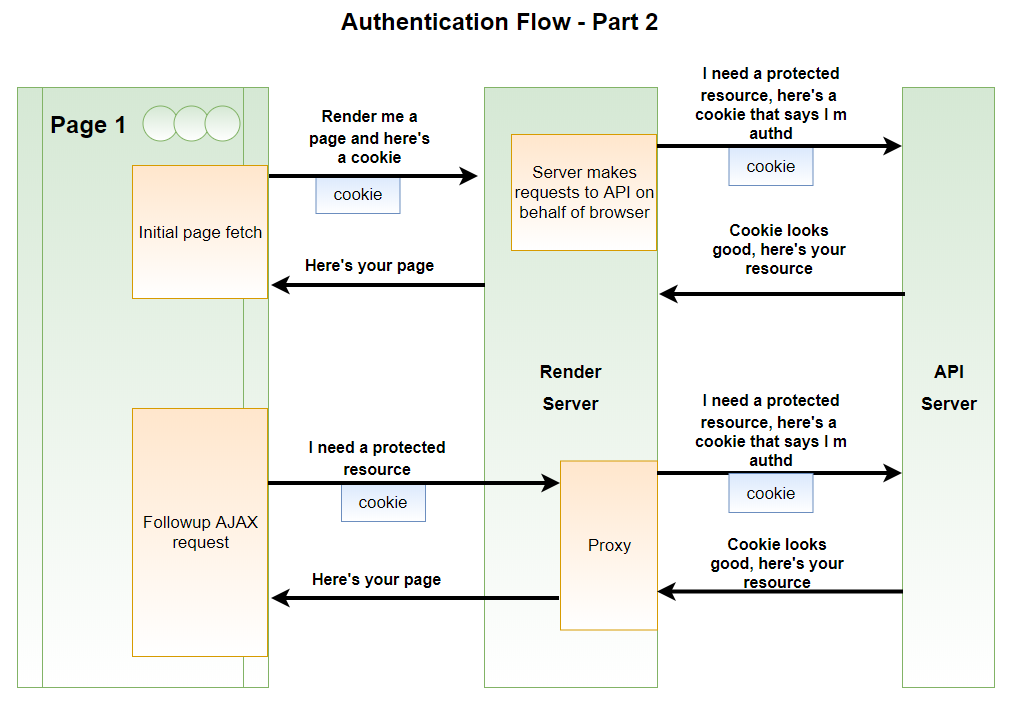 Authentication Flow - Part 2
Page 1
Render me a
page and here's
a cookie
cookie
Initial page fetch
Here's your page
Server makes
requests to API on
behalf of browser
I need a protected
resource, here's a
cookie that says I m
authd
cookie
Cookie looks
good, here's your
resource
Render
Server
API
Server
Followup AJAX
request
I need a protected
resource
cookie
Here's your page
Proxy
I need a protected
resource, here's a
cookie that says I m
authd
cookie
Cookie looks
good, here's your
resource